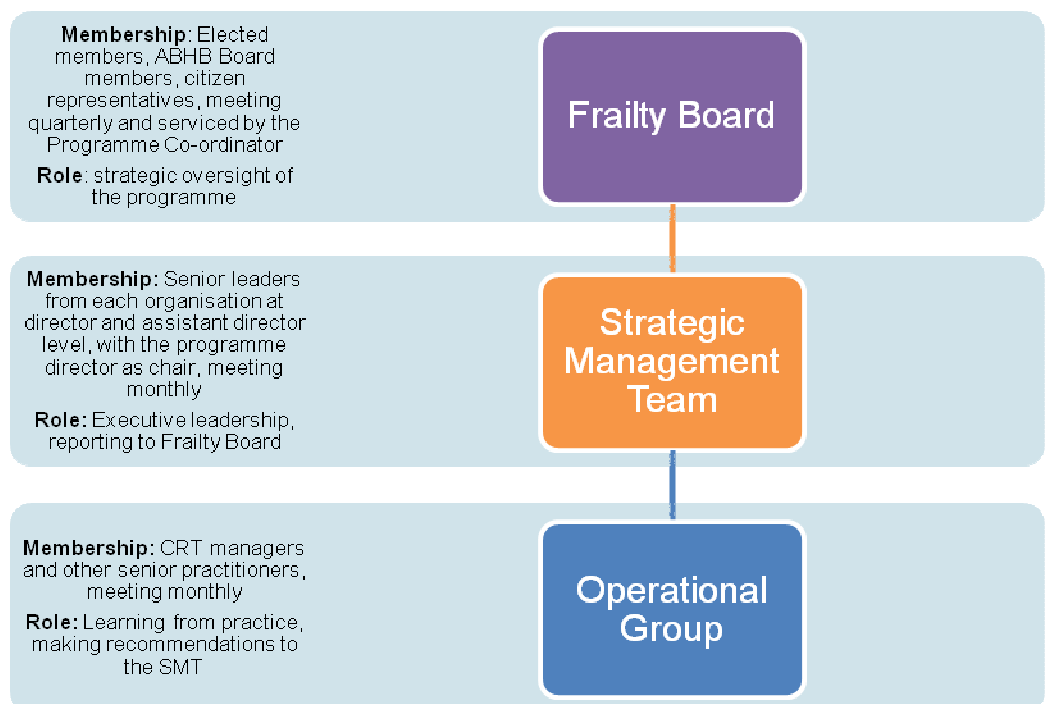 Membership: Elected
members, ABHB Board
members, citizen
representatives, meeting
quarterly and serviced by the
Programme Co-ordinator
Role: strategic oversight of
the programme
Frailty Board
Membership: Senior leaders
from each organisation at
director and assistant director
level, with the programme
director as chair, meeting
monthly
Role: Executive leadership,
reporting to Frailty Board
Strategic
Management
Team
Membership: CRT managers
and other senior practitioners,
meeting monthly
Role: Learning from practice,
making recommendations to
the SMT
Operational
Group